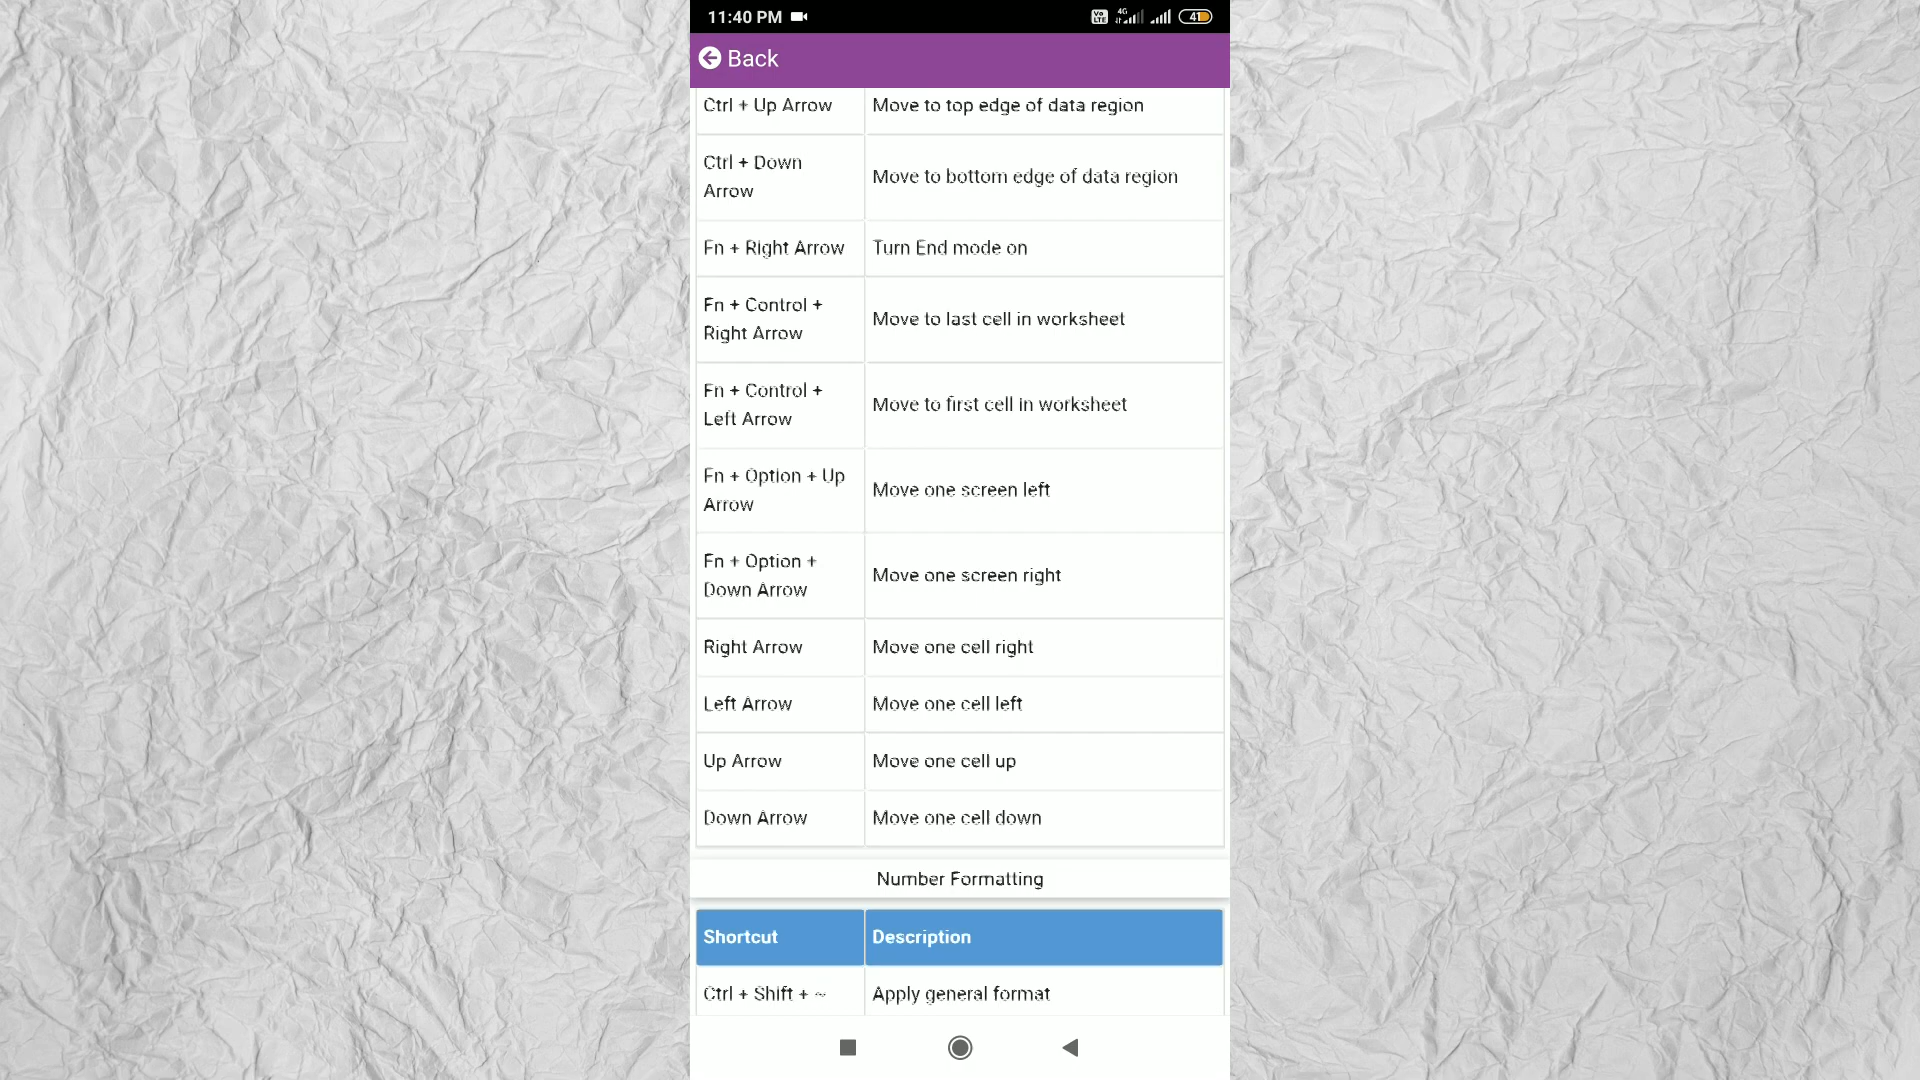 11:40 PM
Vo LTE 4G 41
Back
Ctrl + Up Arrow Move to top edge of data region
Ctrl + Down
Arrow
Move to bottom edge of data region
Fn + Right Arrow Turn End mode on
Fn + Control +
Right Arrow
Move to last cell in worksheet
Fn + Control +
Left Arrow
Move to first cell in worksheet
Fn + Option + Up
Arrow
Move one screen left
Fn + Option +
Down Arrow
Move one screen right
Right Arrow Move one cell right
Left Arrow Move one cell left
Up Arrow Move one cell up
Down Arrow Move one cell down
Number Formatting
Shortcut Description
Ctrl + Shift + ~ Apply general format